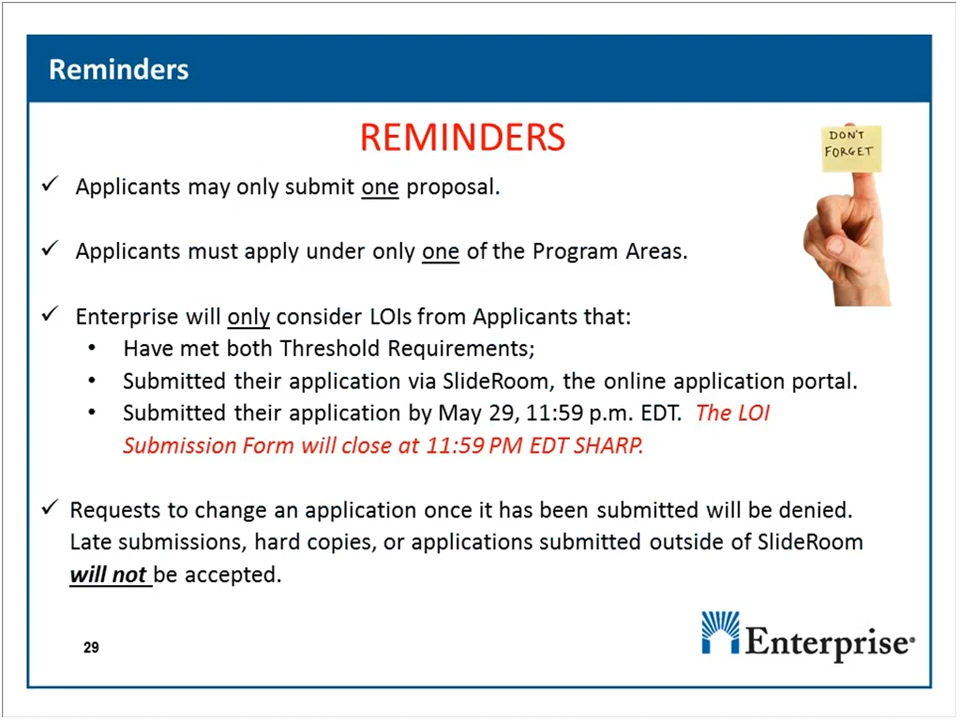 Reminders
REMINDERS
DON'T
FORGET
✓ Applicants may only submit one proposal.
✓ Applicants must apply under only one of the Program Areas.
✓ Enterprise will only consider LOIs from Applicants that:
• Have met both Threshold Requirements;
• Submitted their application via SlideRoom, the online application portal.
• Submitted their application by May 29, 11:59 p.m. EDT. The LOI
Submission Form will close at 11:59 PM EDT SHARP.
✓ Requests to change an application once it has been submitted will be denied.
Late submissions, hard copies, or applications submitted outside of SlideRoom
will not be accepted.
29
Enterprise®